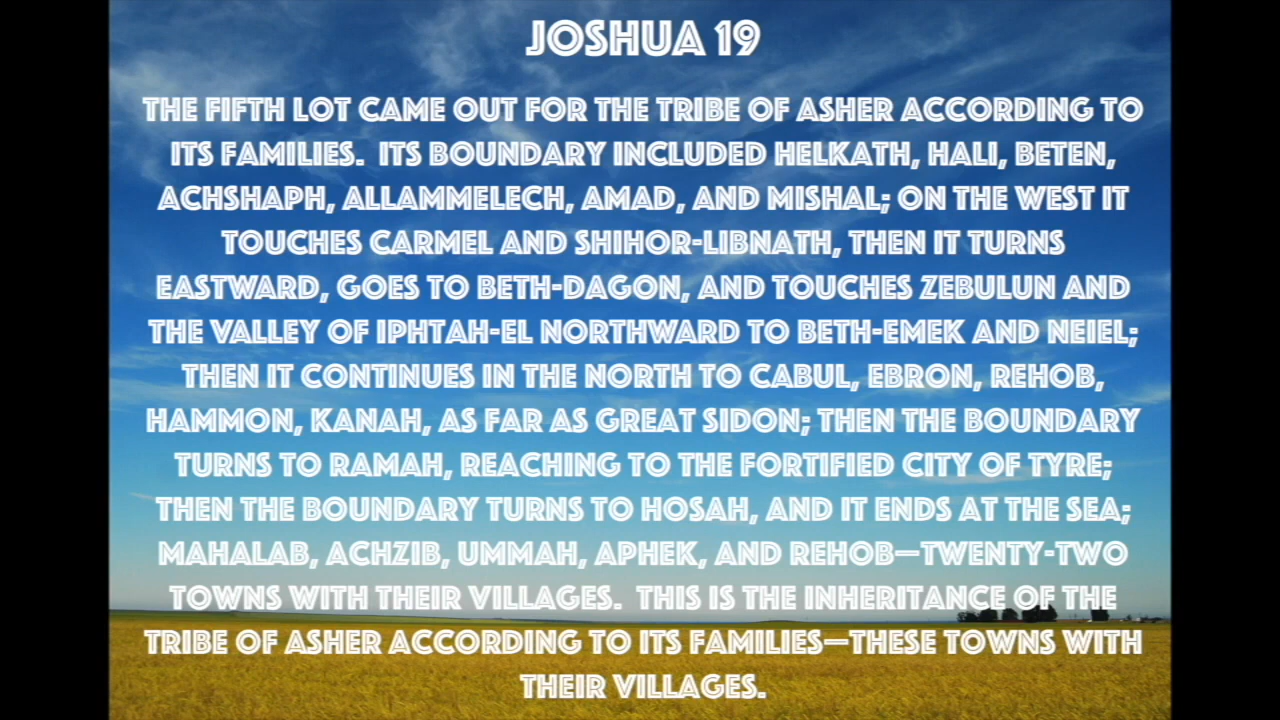 JOSHUA 19
THE FIFTH LOT CAME OUT FOR THE TRIBE OF ASHER ACCORDING TO
ITS FAMILIES.  ITS BOUNDARY INCLUDED HELKATH, HALI, BETEN,
ACHSHAPH, ALLAMMELECH, AMAD, AND MISHAL; ON THE WEST IT
TOUCHES CARMEL AND SHIHOR-LIBNATH, THEN IT TURNS
EASTWARD, GOES TO BETH-DAGON, AND TOUCHES ZEBULUN AND
THE VALLEY OF IPHTAH-EL NORTHWARD TO BETH-EMEK AND NEIEL;
THEN IT CONTINUES IN THE NORTH TO CABUL, EBRON, REHOB,
HAMMON, KANAH, AS FAR AS GREAT SIDON; THEN THE BOUNDARY
TURNS TO RAMAH, REACHING TO THE FORTIFIED CITY OF TYRE;
THEN THE BOUNDARY TURNS TO HOSAH, AND IT ENDS AT THE SEA;
MAHALAB, ACHZIB, UMMAH, APHEK, AND REHOB—TWENTY-TWO
TOWNS WITH THEIR VILLAGES.  THIS IS THE INHERITANCE OF THE
TRIBE OF ASHER ACCORDING TO ITS FAMILIES—THESE TOWNS WITH
THEIR VILLAGES.